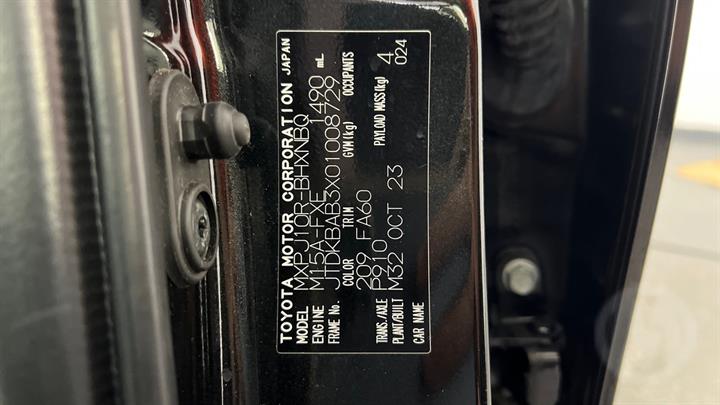 TOYOTA MOTOR CORPORATION JAPAN
MODEL MXPJ10R-BHXNBQ
ENGINE M15A-FXE 1490 mL
FRAME No. JTDKBAB3X01008729
COLOR TRIM GVM(kg) OCCUPANTS
209 FA60 4
TRANS./AXLE P910 PAYLOAD MASS(kg) 024
PLANT/BUILT M32 OCT 23
CAR NAME